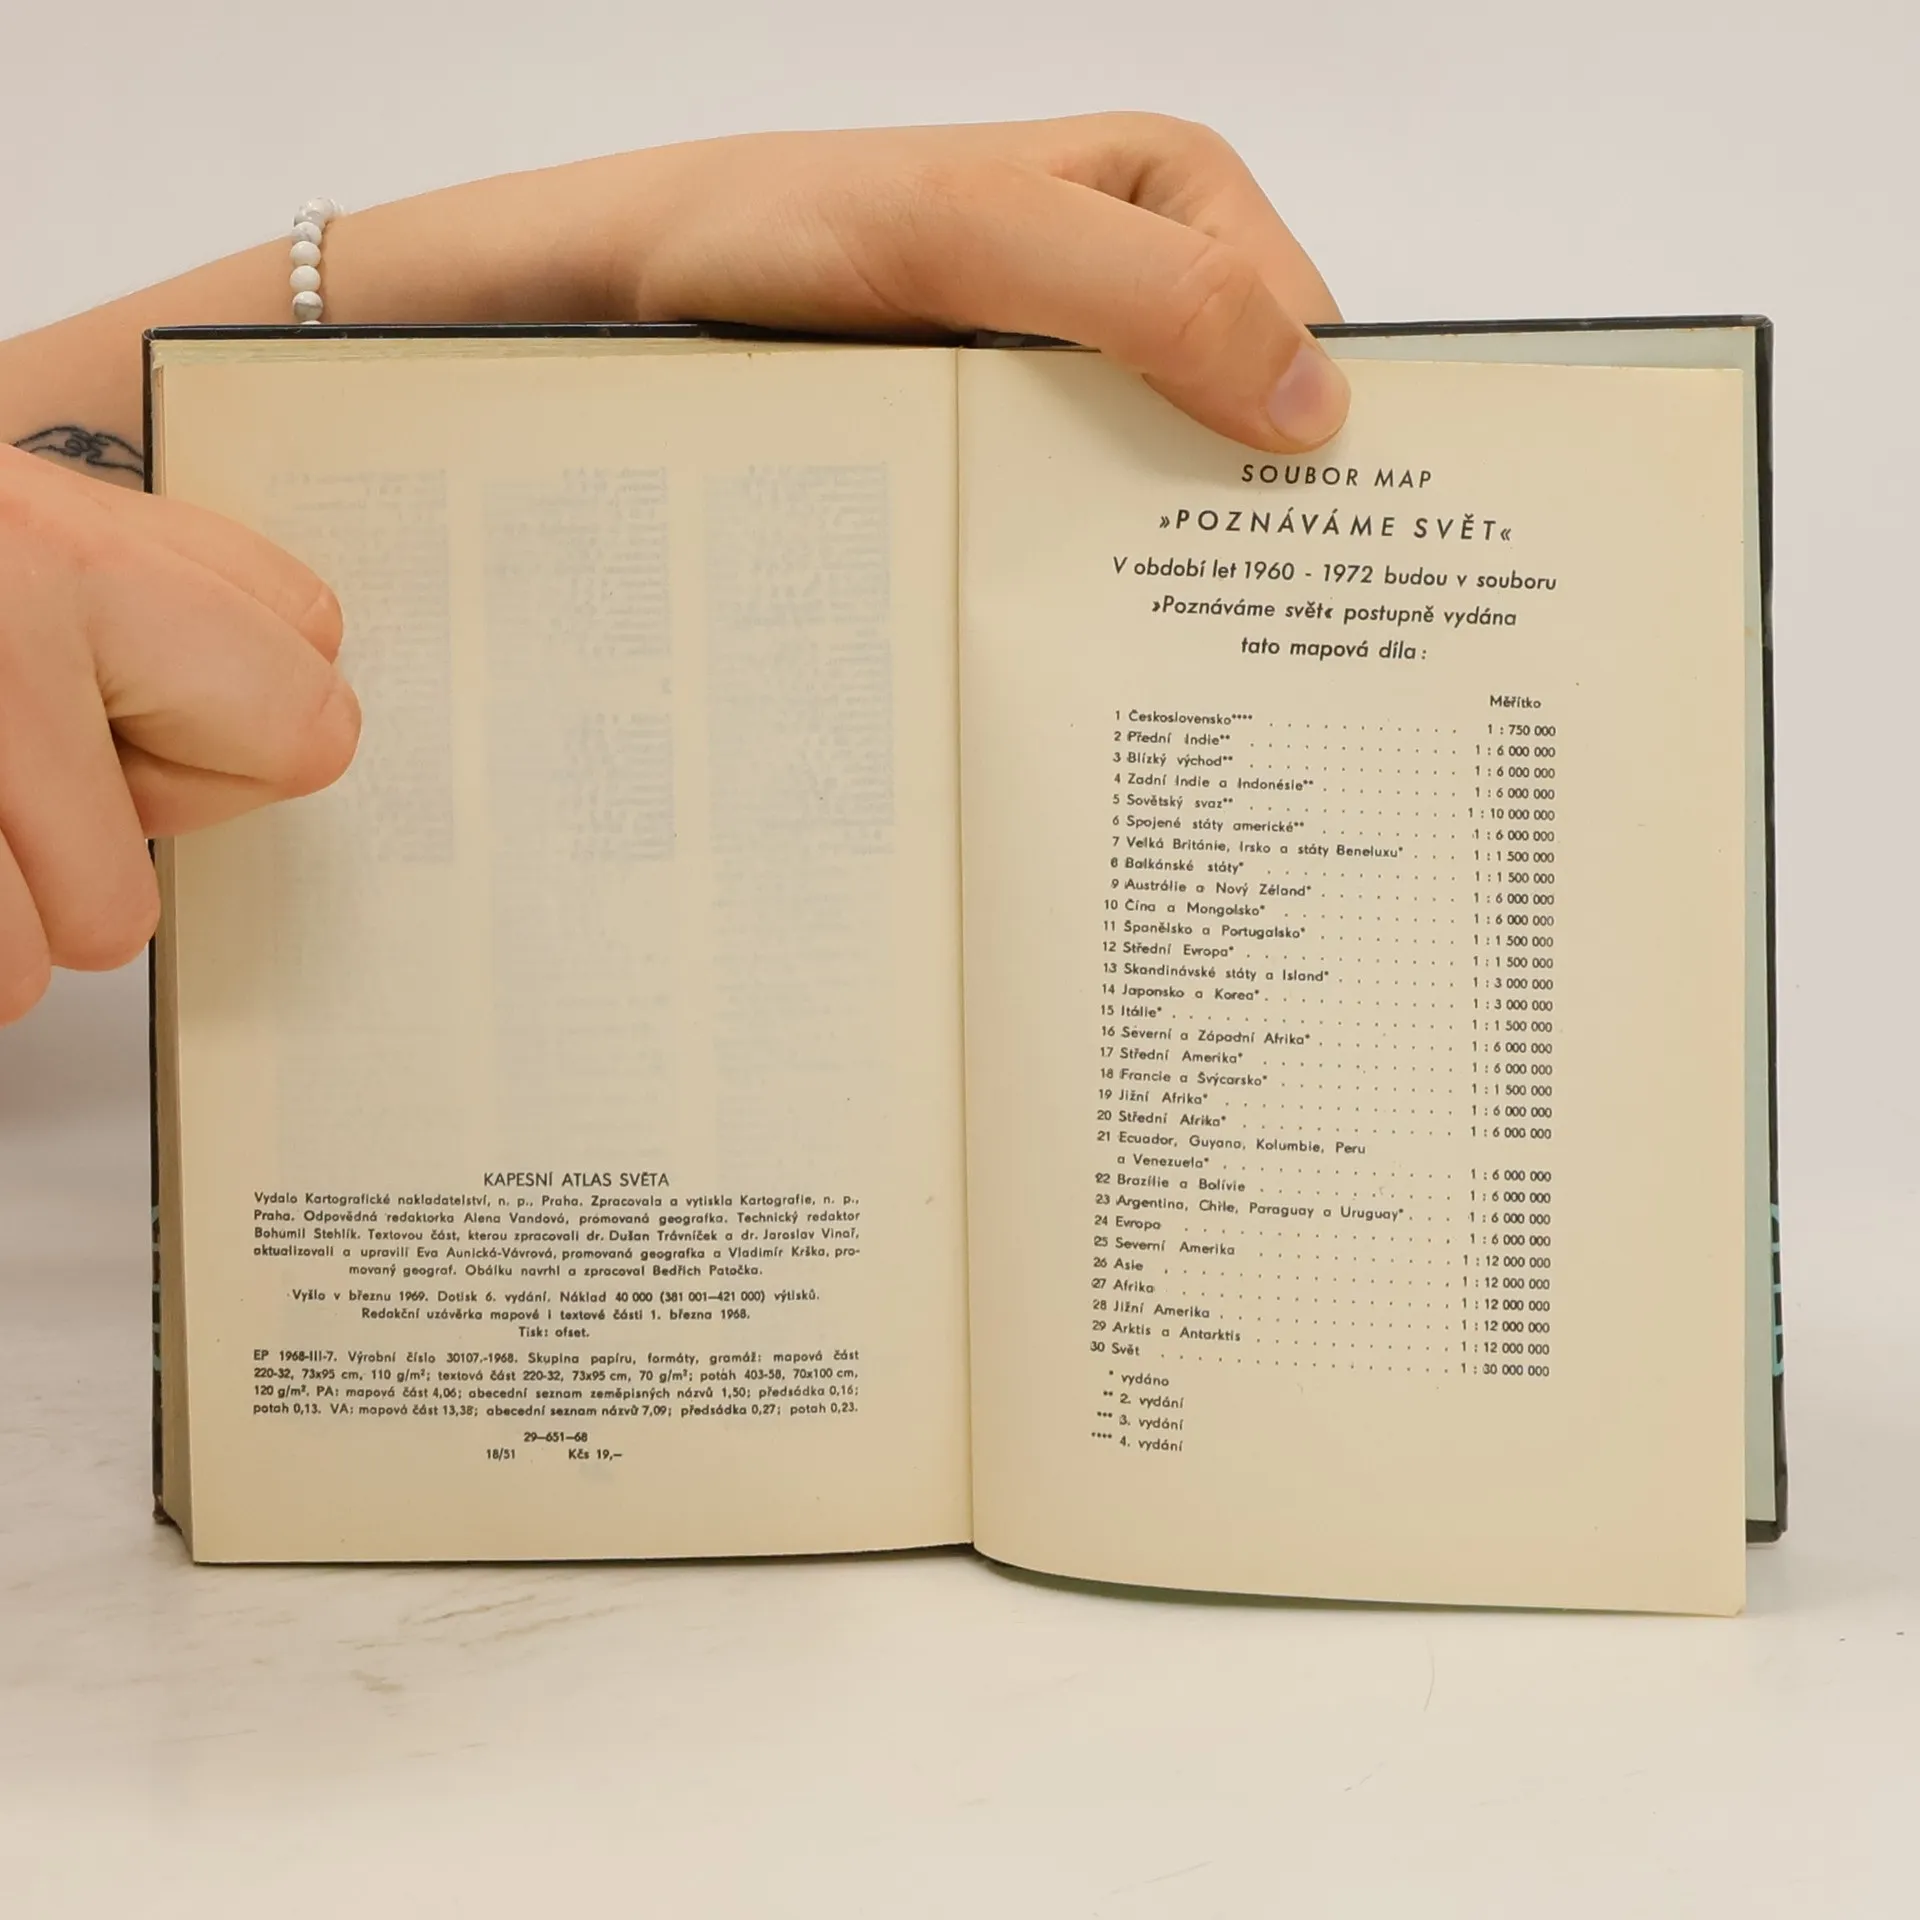 KAPESNÍ ATLAS SVĚTA
Vydalo Kartografické nakladatelství, n. p., Praha. Zpracovala a vytiskla Kartografie, n. p.,
Praha. Odpovědná redaktorka Alena Vandová, promovaná geografka. Technický redaktor
Bohumil Stehlík. Textovou část, kterou zpracovali dr. Dušan Trávníček a dr. Jaroslav Vinař,
aktualizovali a upravili Eva Aunická-Vávrová, promovaná geografka a Vladimír Krška, pro-
movaný geograf. Obálku navrhl a zpracoval Bedřich Patočka.
Vyšlo v březnu 1969. Dotisk 6. vydání. Náklad 40 000 (381 001—421 000) výtisků.
Redakční uzávěrka mapové i textové části 1. března 1968.
Tisk: ofset.
EP 1968-III-7. Výrobní číslo 30107.-1968. Skupina papíru, formáty, gramáž: mapová část
220-32, 73x95 cm, 110 g/m²; textová část 220-32, 73x95 cm, 70 g/m²; potah 403-58, 70x100 cm,
120 g/m². PA: mapová část 4,06; abecední seznam zeměpisných názvů 1,50; předsádka 0,16;
potah 0,13. VA: mapová část 13,38; abecední seznam názvů 7,09; předsádka 0,27; potah 0,23.
29—651—68
18/51 Kčs 19,—
SOUBOR MAP
»POZNÁVÁME SVĚT«
V období let 1960 - 1972 budou v souboru
»Poznáváme svět« postupně vydána
tato mapová díla:
Měřítko
1 Československo**** . . . . . . . . . . . 1 : 750 000
2 Přední Indie** . . . . . . . . . . . . 1 : 6 000 000
3 Blízký východ** . . . . . . . . . . . . 1 : 6 000 000
4 Zadní Indie a Indonésie** . . . . . . . . 1 : 6 000 000
5 Sovětský svaz** . . . . . . . . . . . . 1 : 10 000 000
6 Spojené státy americké** . . . . . . . . 1 : 6 000 000
7 Velká Británie, Irsko a státy Beneluxu* . . . 1 : 1 500 000
8 Balkánské státy* . . . . . . . . . . . 1 : 1 500 000
9 Austrálie a Nový Zéland* . . . . . . . . 1 : 6 000 000
10 Čína a Mongolsko* . . . . . . . . . . 1 : 6 000 000
11 Španělsko a Portugalsko* . . . . . . . . 1 : 1 500 000
12 Střední Evropa* . . . . . . . . . . . . 1 : 1 500 000
13 Skandinávské státy a Island* . . . . . . . 1 : 3 000 000
14 Japonsko a Korea* . . . . . . . . . . . 1 : 3 000 000
15 Itálie* . . . . . . . . . . . . . . . . 1 : 1 500 000
16 Severní a Západní Afrika* . . . . . . . . 1 : 6 000 000
17 Střední Amerika* . . . . . . . . . . . 1 : 6 000 000
18 Francie a Švýcarsko* . . . . . . . . . . 1 : 1 500 000
19 Jižní Afrika* . . . . . . . . . . . . . 1 : 6 000 000
20 Střední Afrika* . . . . . . . . . . . . 1 : 6 000 000
21 Ecuador, Guyana, Kolumbie, Peru
a Venezuela* . . . . . . . . . . . . . 1 : 6 000 000
22 Brazílie a Bolívie . . . . . . . . . . . 1 : 6 000 000
23 Argentina, Chile, Paraguay a Uruguay* . . . 1 : 6 000 000
24 Evropa . . . . . . . . . . . . . . . 1 : 6 000 000
25 Severní Amerika . . . . . . . . . . . 1 : 12 000 000
26 Asie . . . . . . . . . . . . . . . . 1 : 12 000 000
27 Afrika . . . . . . . . . . . . . . . 1 : 12 000 000
28 Jižní Amerika . . . . . . . . . . . . . 1 : 12 000 000
29 Arktis a Antarktis . . . . . . . . . . . 1 : 12 000 000
30 Svět . . . . . . . . . . . . . . . . 1 : 30 000 000
* vydáno
** 2. vydání
*** 3. vydání
**** 4. vydání